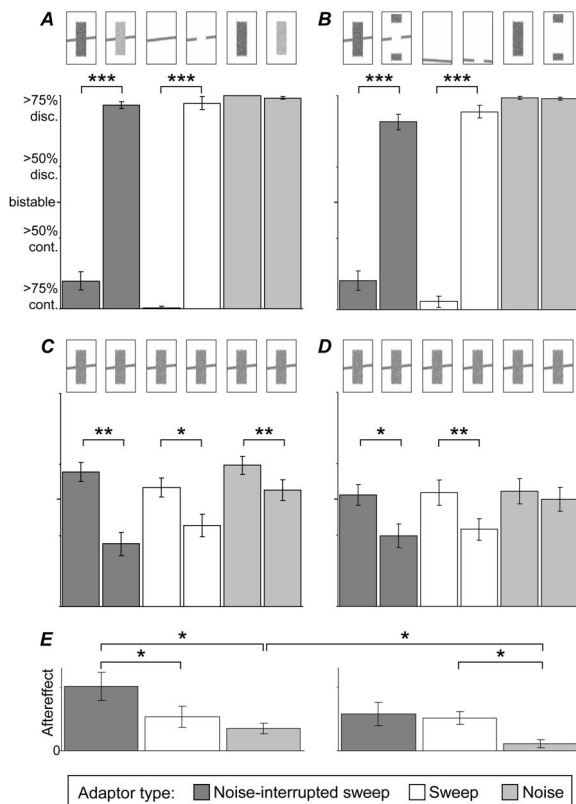 A
B
*** ***
*** ***
>75%
disc.
>50%
disc.
bistable
>50%
cont.
>75%
cont.
C
D
** * **
* **
E
* *
* *
Aftereffect
0
Adaptor type: Noise-interrupted sweep Sweep Noise